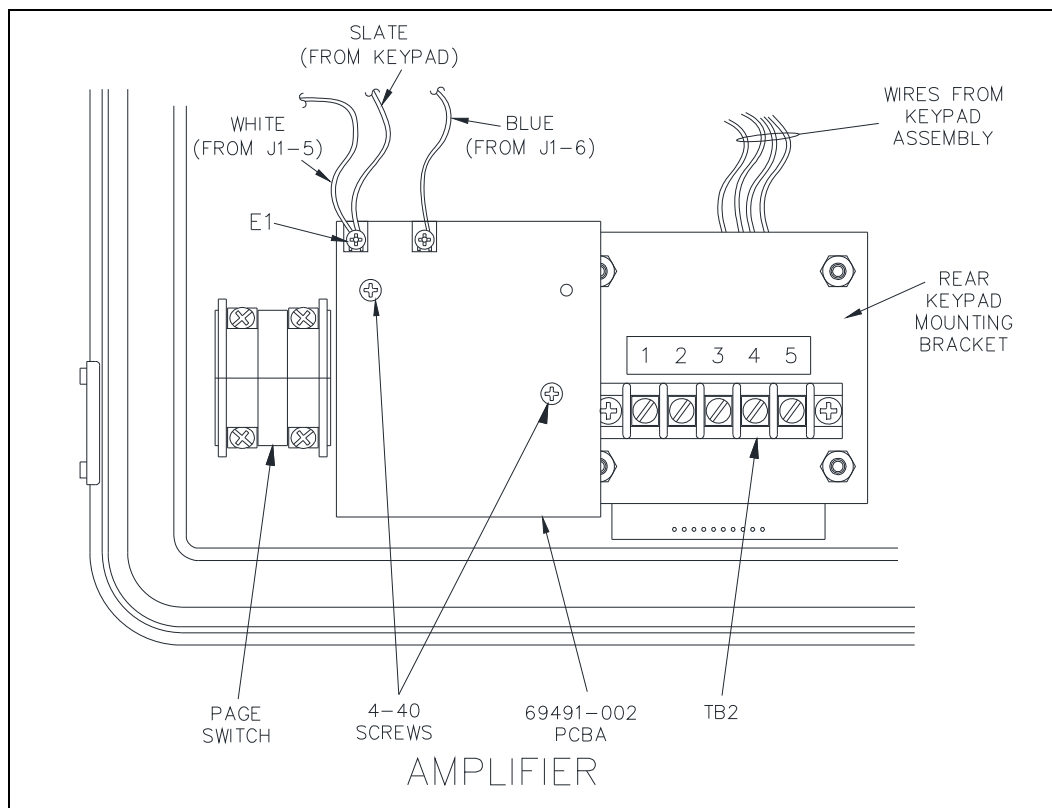 SLATE
(FROM KEYPAD)
WHITE
(FROM J1-5)
BLUE
(FROM J1-6)
WIRES FROM
KEYPAD
ASSEMBLY
E1
REAR
KEYPAD
MOUNTING
BRACKET
1 2 3 4 5
PAGE
SWITCH
4-40
SCREWS
69491-002
PCBA
TB2
AMPLIFIER